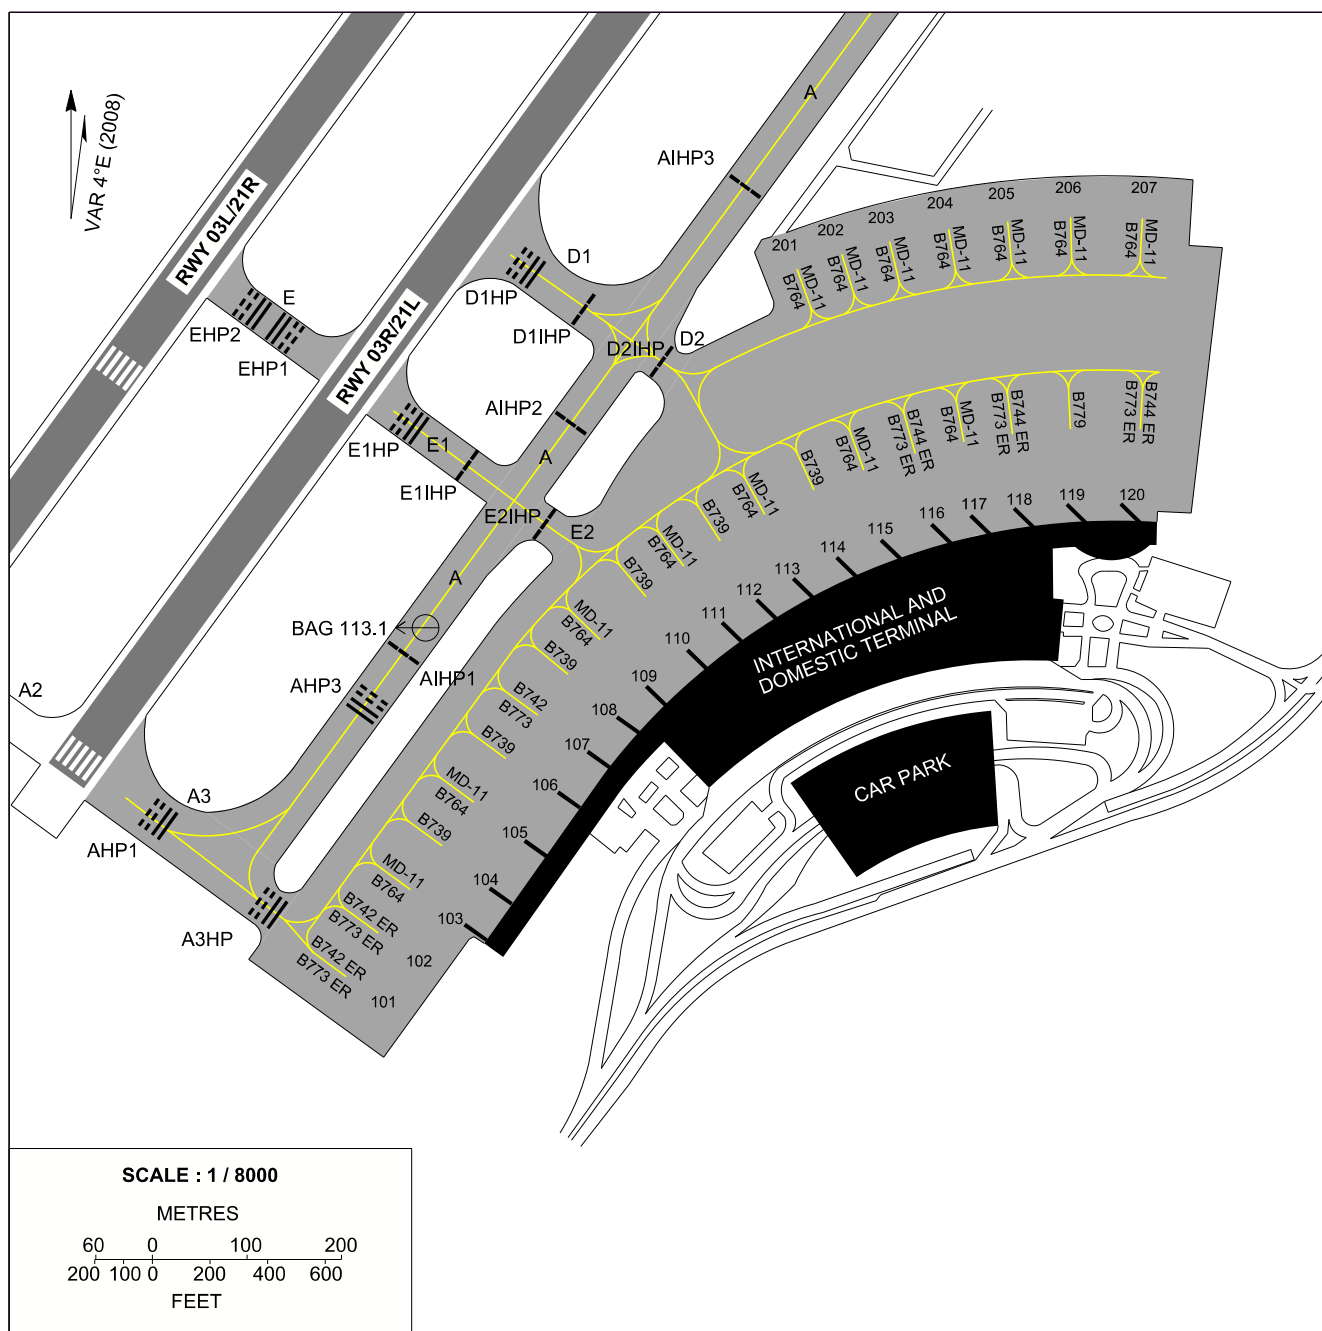 VAR 4°E (2008)
RWY 03L/21R
RWY 03R/21L
A
AIHP3
201
202
203
204
205
206
207
MD-11
B764
MD-11
B764
MD-11
B764
MD-11
B764
MD-11
B764
MD-11
B764
MD-11
B764
E
EHP2
EHP1
D1
D1HP
D1IHP
D2IHP
D2
AIHP2
A
E1
E1HP
E1IHP
E2IHP
E2
A
BAG 113.1
AIHP1
AHP3
A2
A3
AHP1
A3HP
B744 ER
B773 ER
B779
B744 ER
B773 ER
MD-11
B764
B744 ER
B773 ER
MD-11
B764
B739
MD-11
B764
B739
MD-11
B764
B739
MD-11
B764
B739
B742
B773
B739
MD-11
B764
B739
MD-11
B764
B742 ER
B773 ER
B742 ER
B773 ER
120
119
118
117
116
115
114
113
112
111
110
109
108
107
106
105
104
103
102
101
INTERNATIONAL AND
DOMESTIC TERMINAL
CAR PARK
SCALE : 1 / 8000
METRES
60 0 100 200
200 100 0 200 400 600
FEET